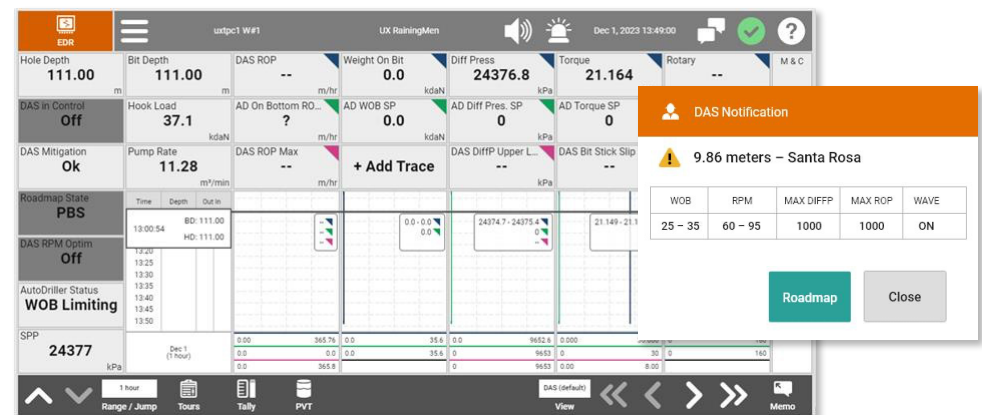 EDR
uxtpc1 W#1
UX RainingMen
Dec 1, 2023 13:49:00
?
Hole Depth
111.00
m
Bit Depth
111.00
m
DAS ROP
--
m/hr
Weight On Bit
0.0
kdaN
Diff Press
24376.8
kPa
Torque
21.164
Rotary
--
M & C
DAS in Control
Off
Hook Load
37.1
kdaN
AD On Bottom RO...
?
m/hr
AD WOB SP
0.0
kdaN
AD Diff Pres. SP
0
kPa
AD Torque SP
0
DAS Mitigation
Ok
Pump Rate
11.28
m³/min
DAS ROP Max
--
m/hr
+ Add Trace
DAS DiffP Upper L...
--
kPa
DAS Bit Stick Slip
--
Roadmap State
PBS
Time Depth Out In
13:00:54
BD: 111.00
HD: 111.00
--
--
--
0.0 - 0.0
0.0
24374.7 - 24375.4
0
--
21.149 - 21.1
DAS RPM Optim
Off
13:20
13:25
13:30
13:35
13:40
13:45
13:50
AutoDriller Status
WOB Limiting
SPP
24377
kPa
Dec 1
(1 hour)
0.00 365.76 0.0 35.6 0 9652.6 0.000
0.0 0.0 0.0 35.6 0 9653 0 30 0 160
0.0 365.8 0 9653 0.00 8.00
1 hour
Range / Jump
Tours
Tally
PVT
DAS (default)
View
Memo
DAS Notification
9.86 meters – Santa Rosa
WOB RPM MAX DIFFP MAX ROP WAVE
25 – 35 60 – 95 1000 1000 ON
Roadmap
Close